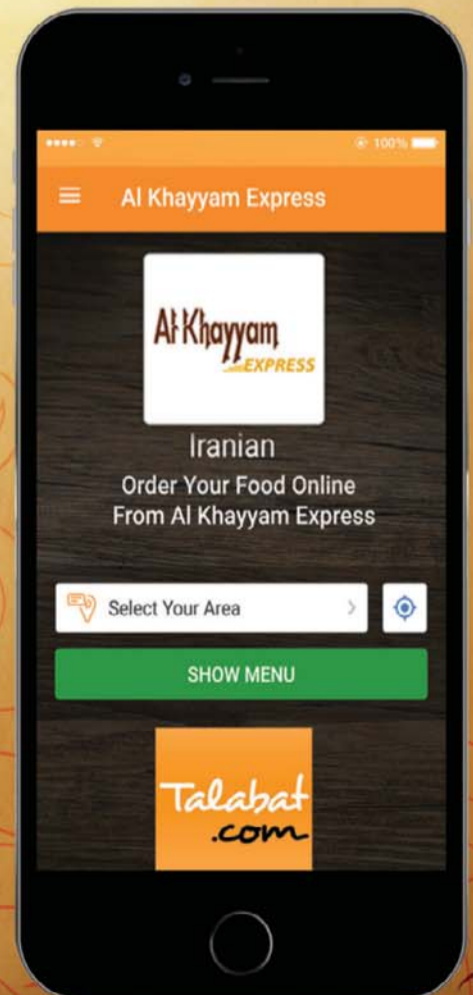 100%
Al Khayyam Express
Al Khayyam
EXPRESS
Iranian
Order Your Food Online
From Al Khayyam Express
Select Your Area
SHOW MENU
Talabat
.com